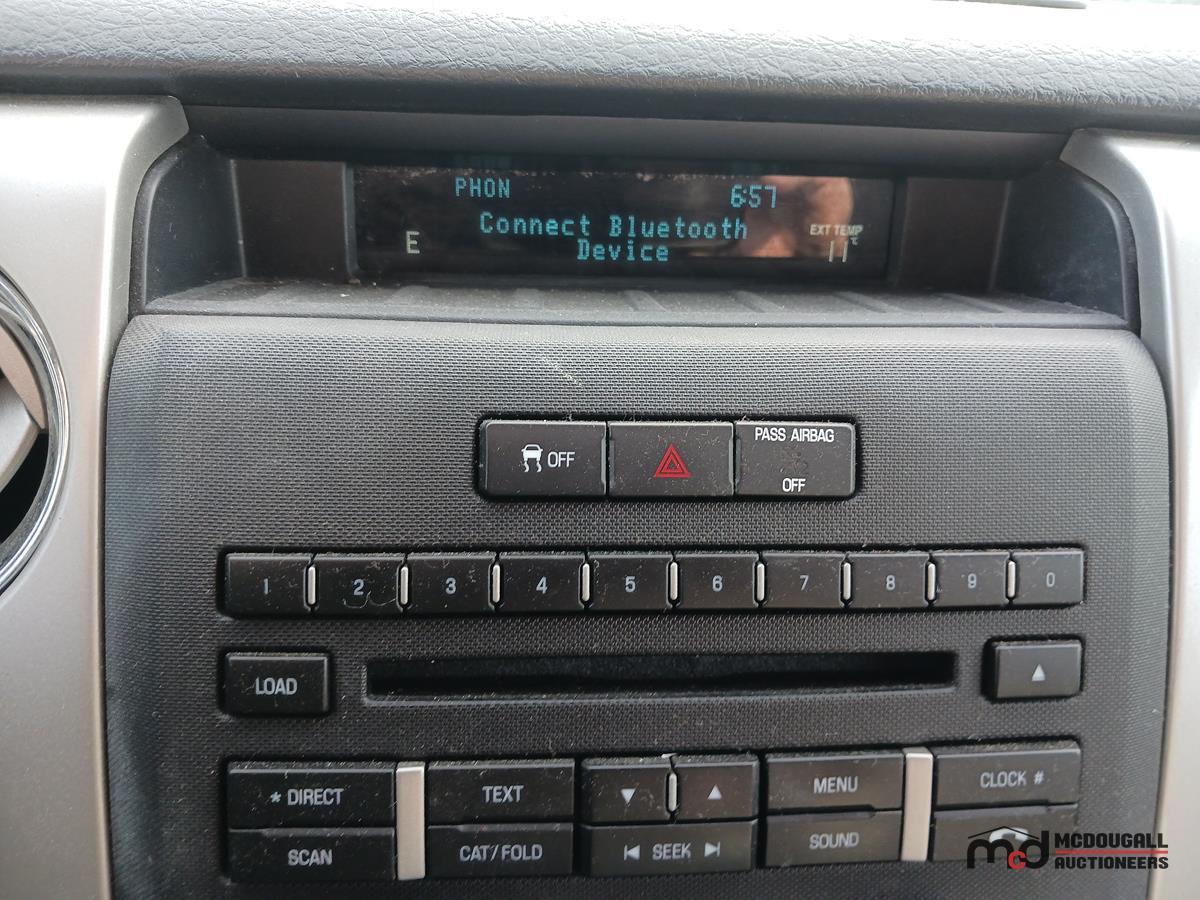 PHON 6:57
Connect Bluetooth
Device
E
EXT TEMP
11°C
OFF
PASS AIRBAG
OFF
1 2 3 4 5 6 7 8 9 0
LOAD
* DIRECT
TEXT
MENU
CLOCK #
SCAN
CAT/FOLD
SEEK
SOUND
mcd MCDOUGALL
AUCTIONEERS